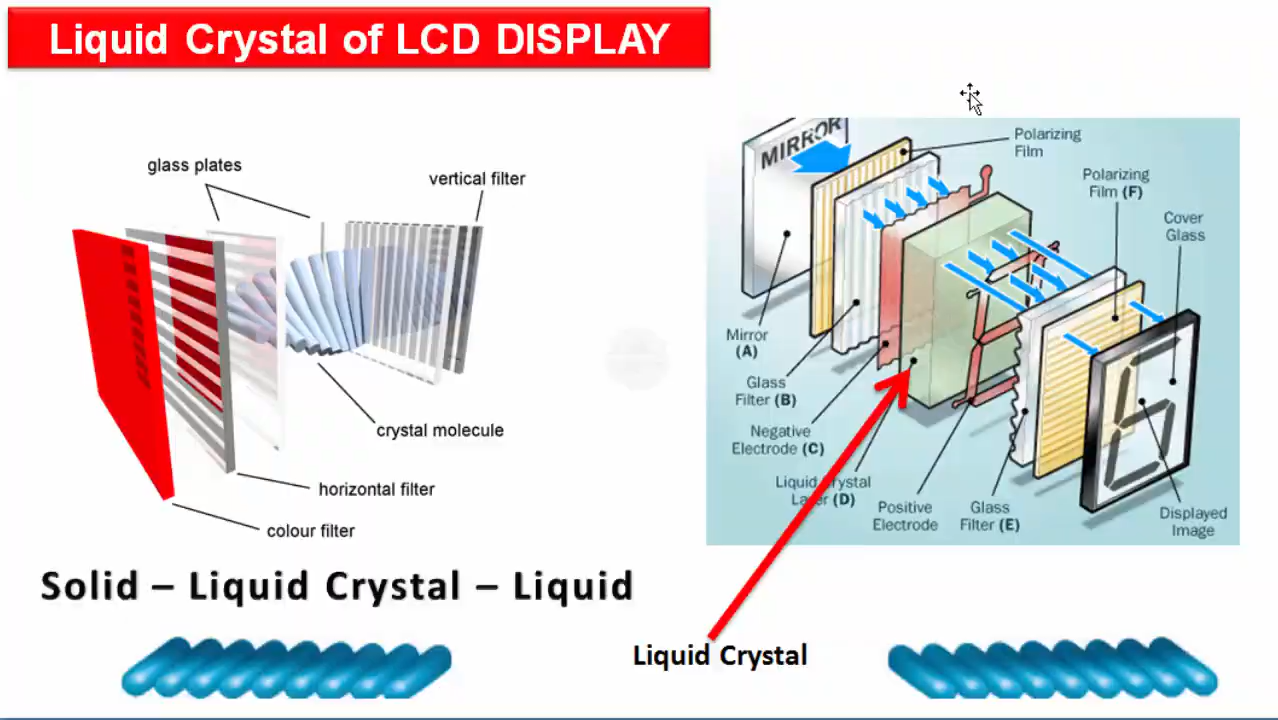 Liquid Crystal of LCD DISPLAY
glass plates
vertical filter
crystal molecule
horizontal filter
colour filter
Solid – Liquid Crystal – Liquid
MIRROR
Polarizing
Film
Polarizing
Film (F)
Cover
Glass
Mirror
(A)
Glass
Filter (B)
Negative
Electrode (C)
Liquid Crystal
Layer (D)
Positive
Electrode
Glass
Filter (E)
Displayed
Image
Liquid Crystal